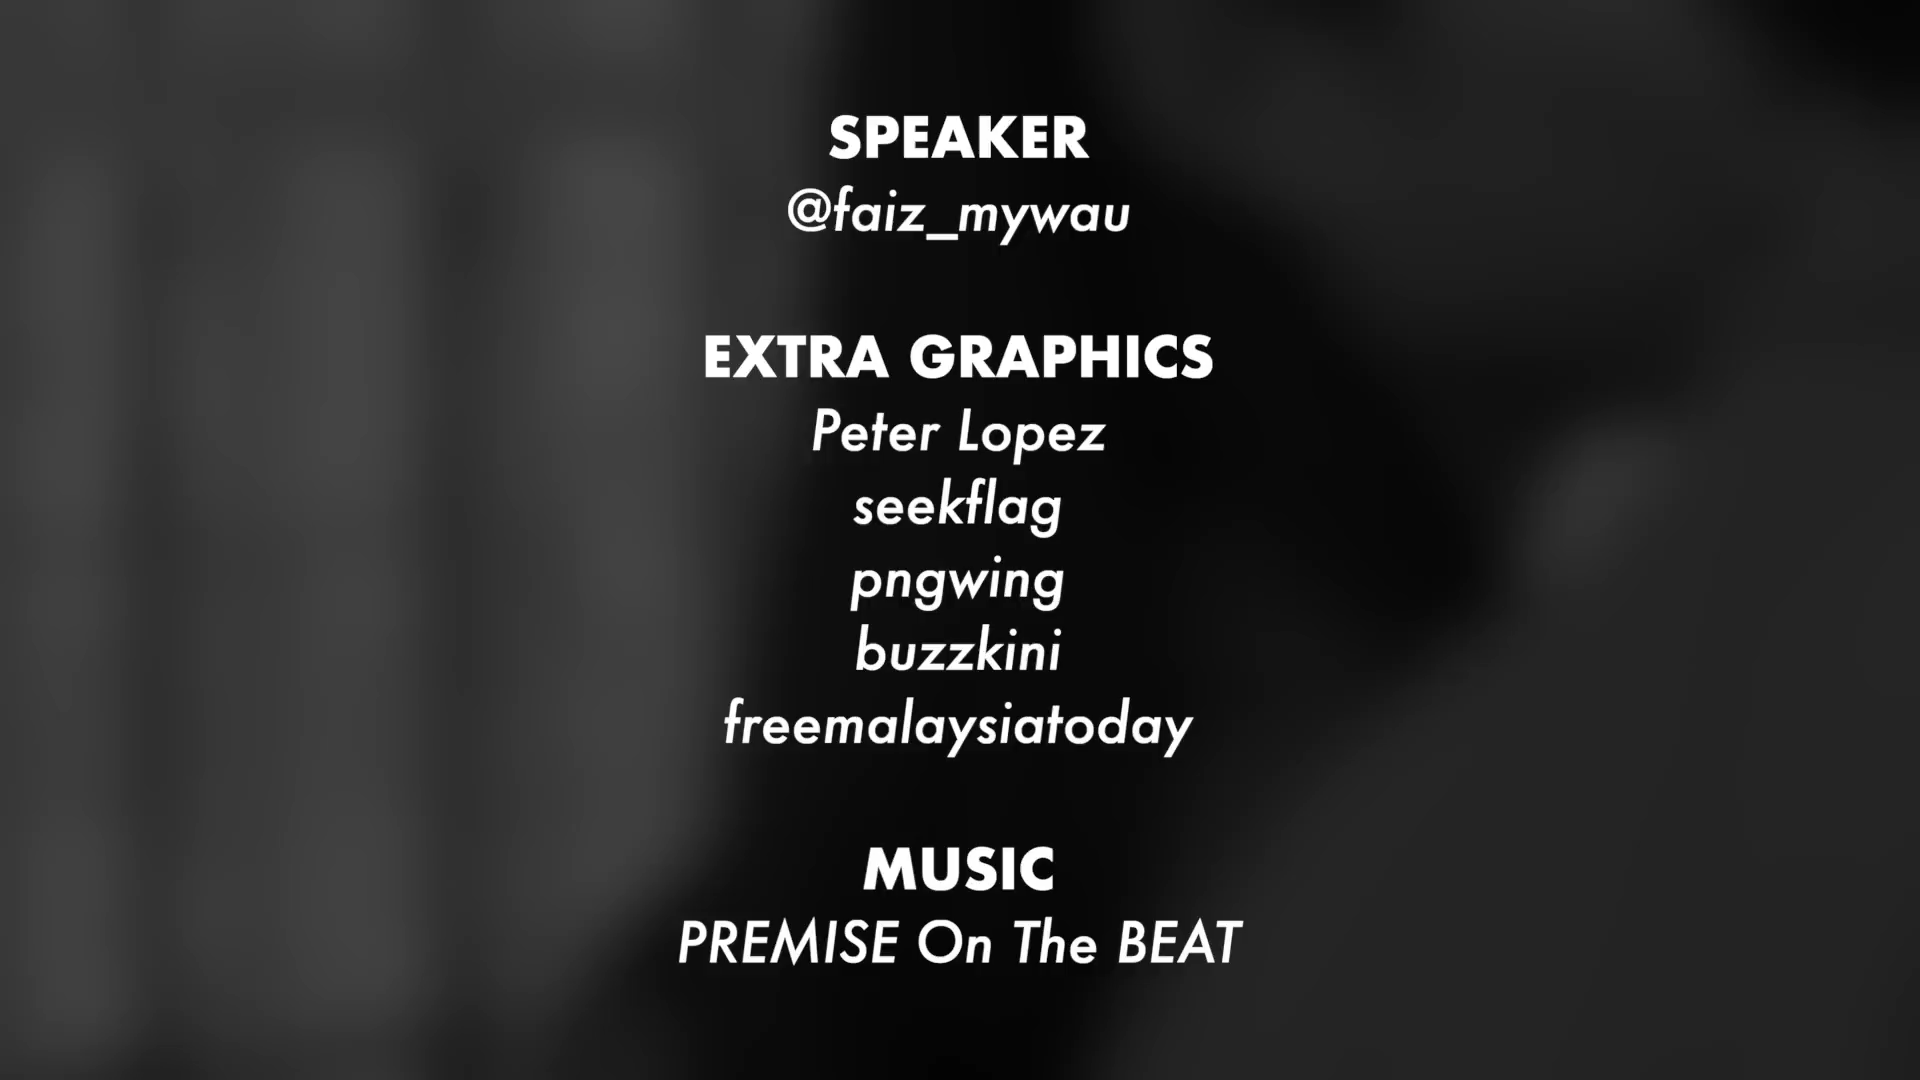 SPEAKER
@faiz_mywau
EXTRA GRAPHICS
Peter Lopez
seekflag
pngwing
buzzkini
freemalaysiatoday
MUSIC
PREMISE On The BEAT